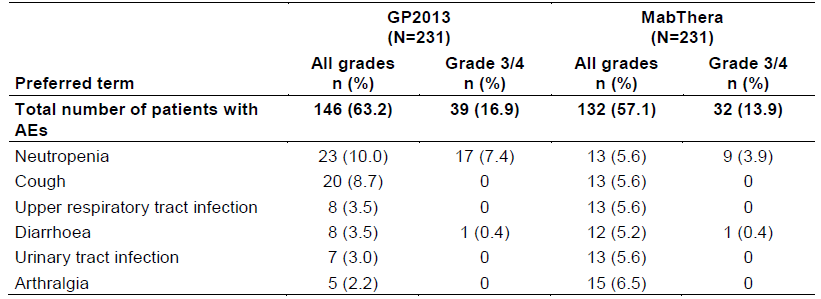 GP2013 MabThera
(N=231) (N=231)
All grades Grade 3/4 All grades Grade 3/4
Preferred term n (%) n (%) n (%) n (%)
Total number of patients with 146 (63.2) 39 (16.9) 132 (57.1) 32 (13.9)
AEs
Neutropenia 23 (10.0) 17 (7.4) 13 (5.6) 9 (3.9)
Cough 20 (8.7) 0 13 (5.6) 0
Upper respiratory tract infection 8 (3.5) 0 13 (5.6) 0
Diarrhoea 8 (3.5) 1 (0.4) 12 (5.2) 1 (0.4)
Urinary tract infection 7 (3.0) 0 13 (5.6) 0
Arthralgia 5 (2.2) 0 15 (6.5) 0